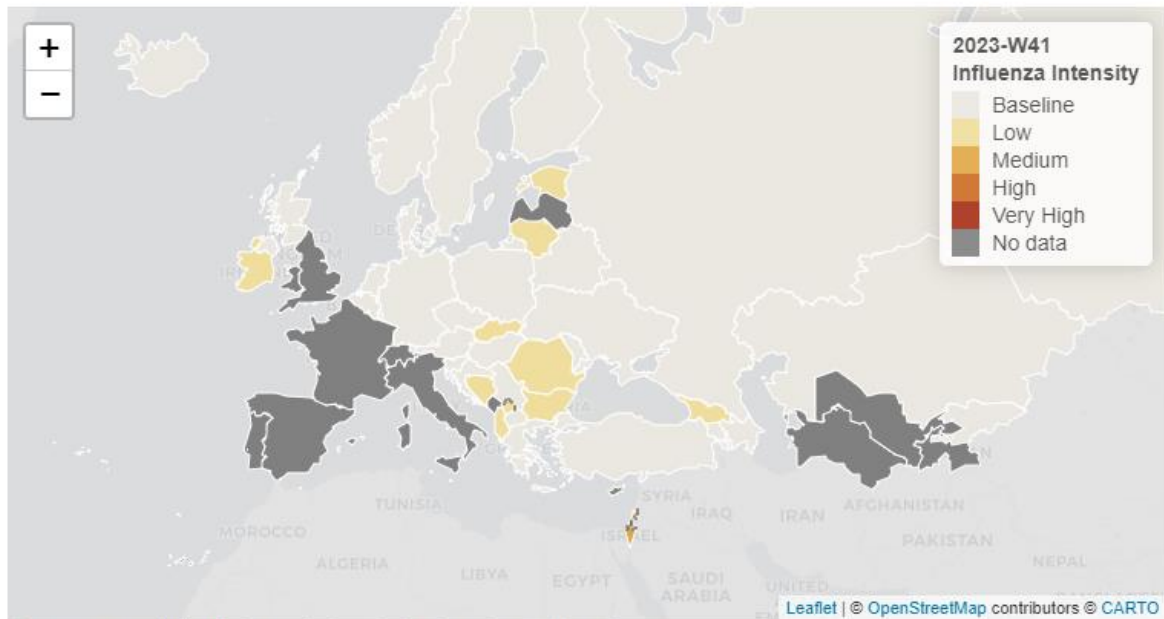 +
−
2023-W41
Influenza Intensity
Baseline
Low
Medium
High
Very High
No data
SYRIA
TUNISIA
IRAQ
IRAN
AFGHANISTAN
MOROCCO
ISRAEL
PAKISTAN
ALGERIA
NEPAL
LIBYA
EGYPT
SAUDI
ARABIA
UNITED
Leaflet | © OpenStreetMap contributors © CARTO